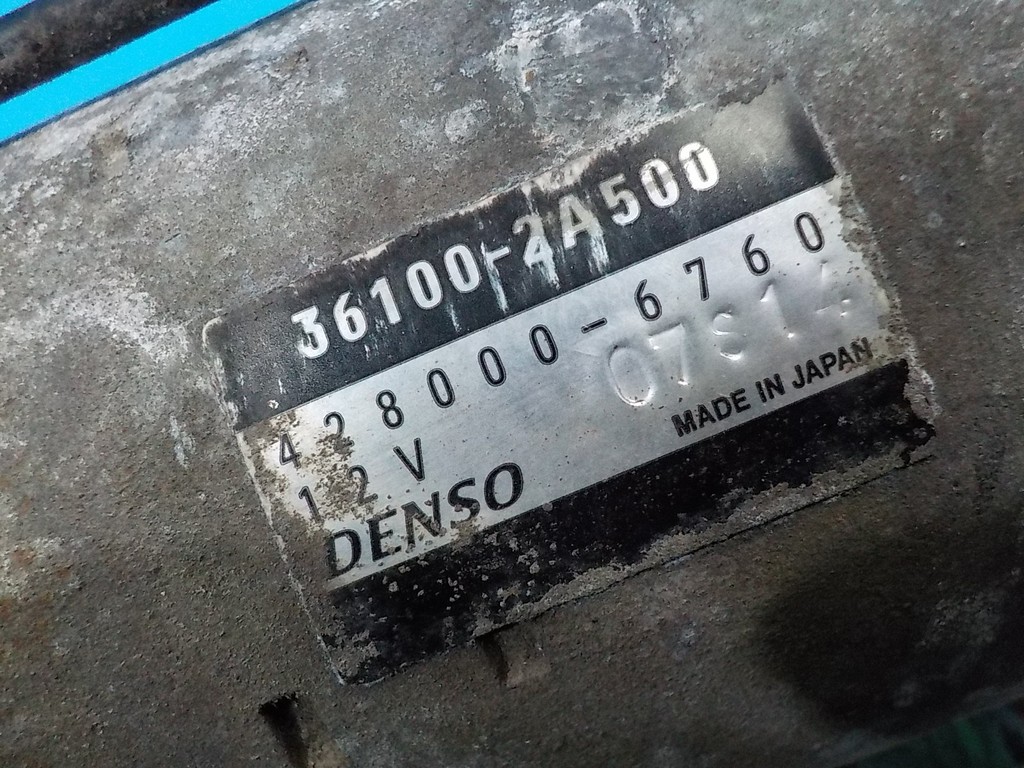 36100-2A500
428000-6760
12V
07S14
DENSO
MADE IN JAPAN